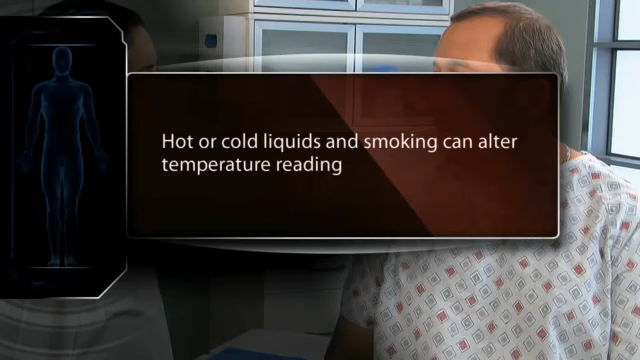 Hot or cold liquids and smoking can alter
temperature reading